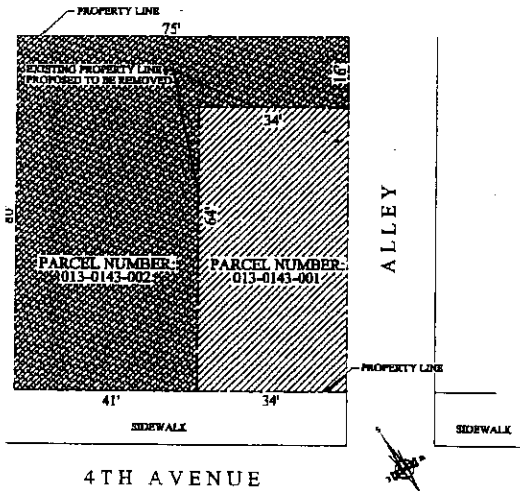 PROPERTY LINE
75'
EXISTING PROPERTY LINE
PROPOSED TO BE REMOVED
16'
34'
80'
64'
ALLEY
PARCEL NUMBER:
013-0143-002
PARCEL NUMBER:
013-0143-001
PROPERTY LINE
41'
34'
SIDEWALK
SIDEWALK
4TH AVENUE